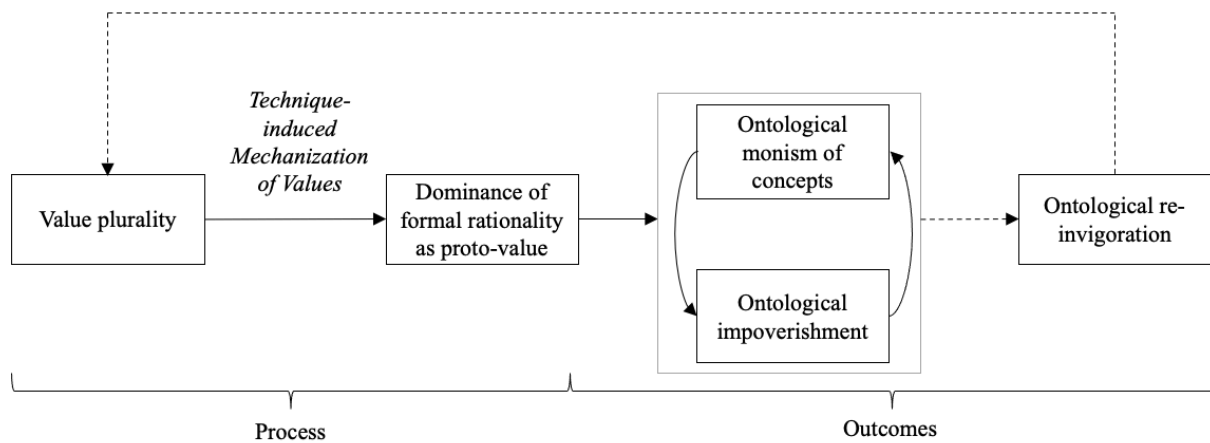 Technique-
induced
Mechanization
of Values
Value plurality
Dominance of
formal rationality
as proto-value
Ontological
monism of
concepts
Ontological
impoverishment
Ontological re-
invigoration
Process
Outcomes